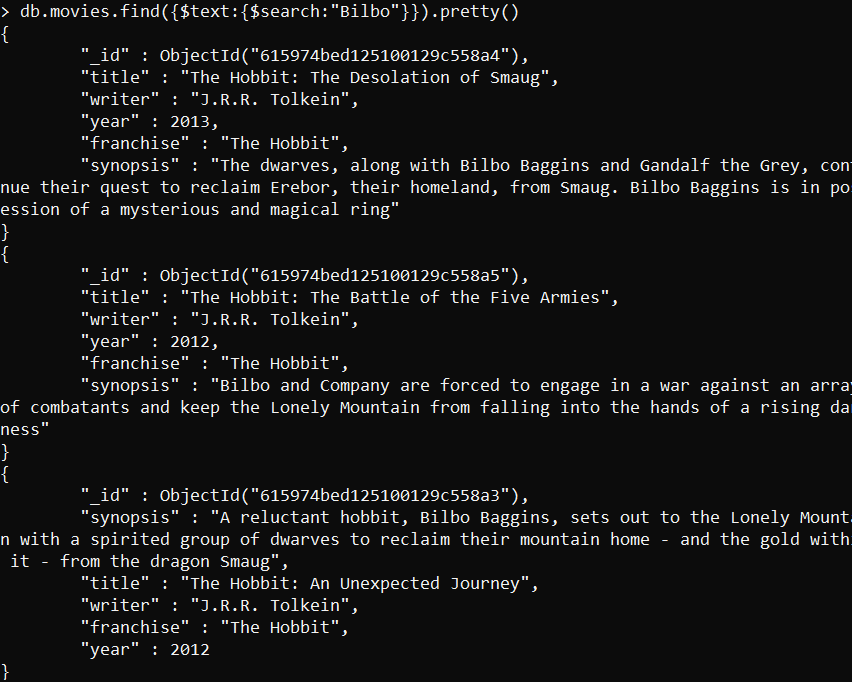 > db.movies.find({$text:{$search:"Bilbo"}}).pretty()
{
        "_id" : ObjectId("615974bed125100129c558a4"),
        "title" : "The Hobbit: The Desolation of Smaug",
        "writer" : "J.R.R. Tolkein",
        "year" : 2013,
        "franchise" : "The Hobbit",
        "synopsis" : "The dwarves, along with Bilbo Baggins and Gandalf the Grey, cont
nue their quest to reclaim Erebor, their homeland, from Smaug. Bilbo Baggins is in po
ession of a mysterious and magical ring"
}
{
        "_id" : ObjectId("615974bed125100129c558a5"),
        "title" : "The Hobbit: The Battle of the Five Armies",
        "writer" : "J.R.R. Tolkein",
        "year" : 2012,
        "franchise" : "The Hobbit",
        "synopsis" : "Bilbo and Company are forced to engage in a war against an array
of combatants and keep the Lonely Mountain from falling into the hands of a rising da
ness"
}
{
        "_id" : ObjectId("615974bed125100129c558a3"),
        "synopsis" : "A reluctant hobbit, Bilbo Baggins, sets out to the Lonely Mounta
n with a spirited group of dwarves to reclaim their mountain home - and the gold with
 it - from the dragon Smaug",
        "title" : "The Hobbit: An Unexpected Journey",
        "writer" : "J.R.R. Tolkein",
        "franchise" : "The Hobbit",
        "year" : 2012
}